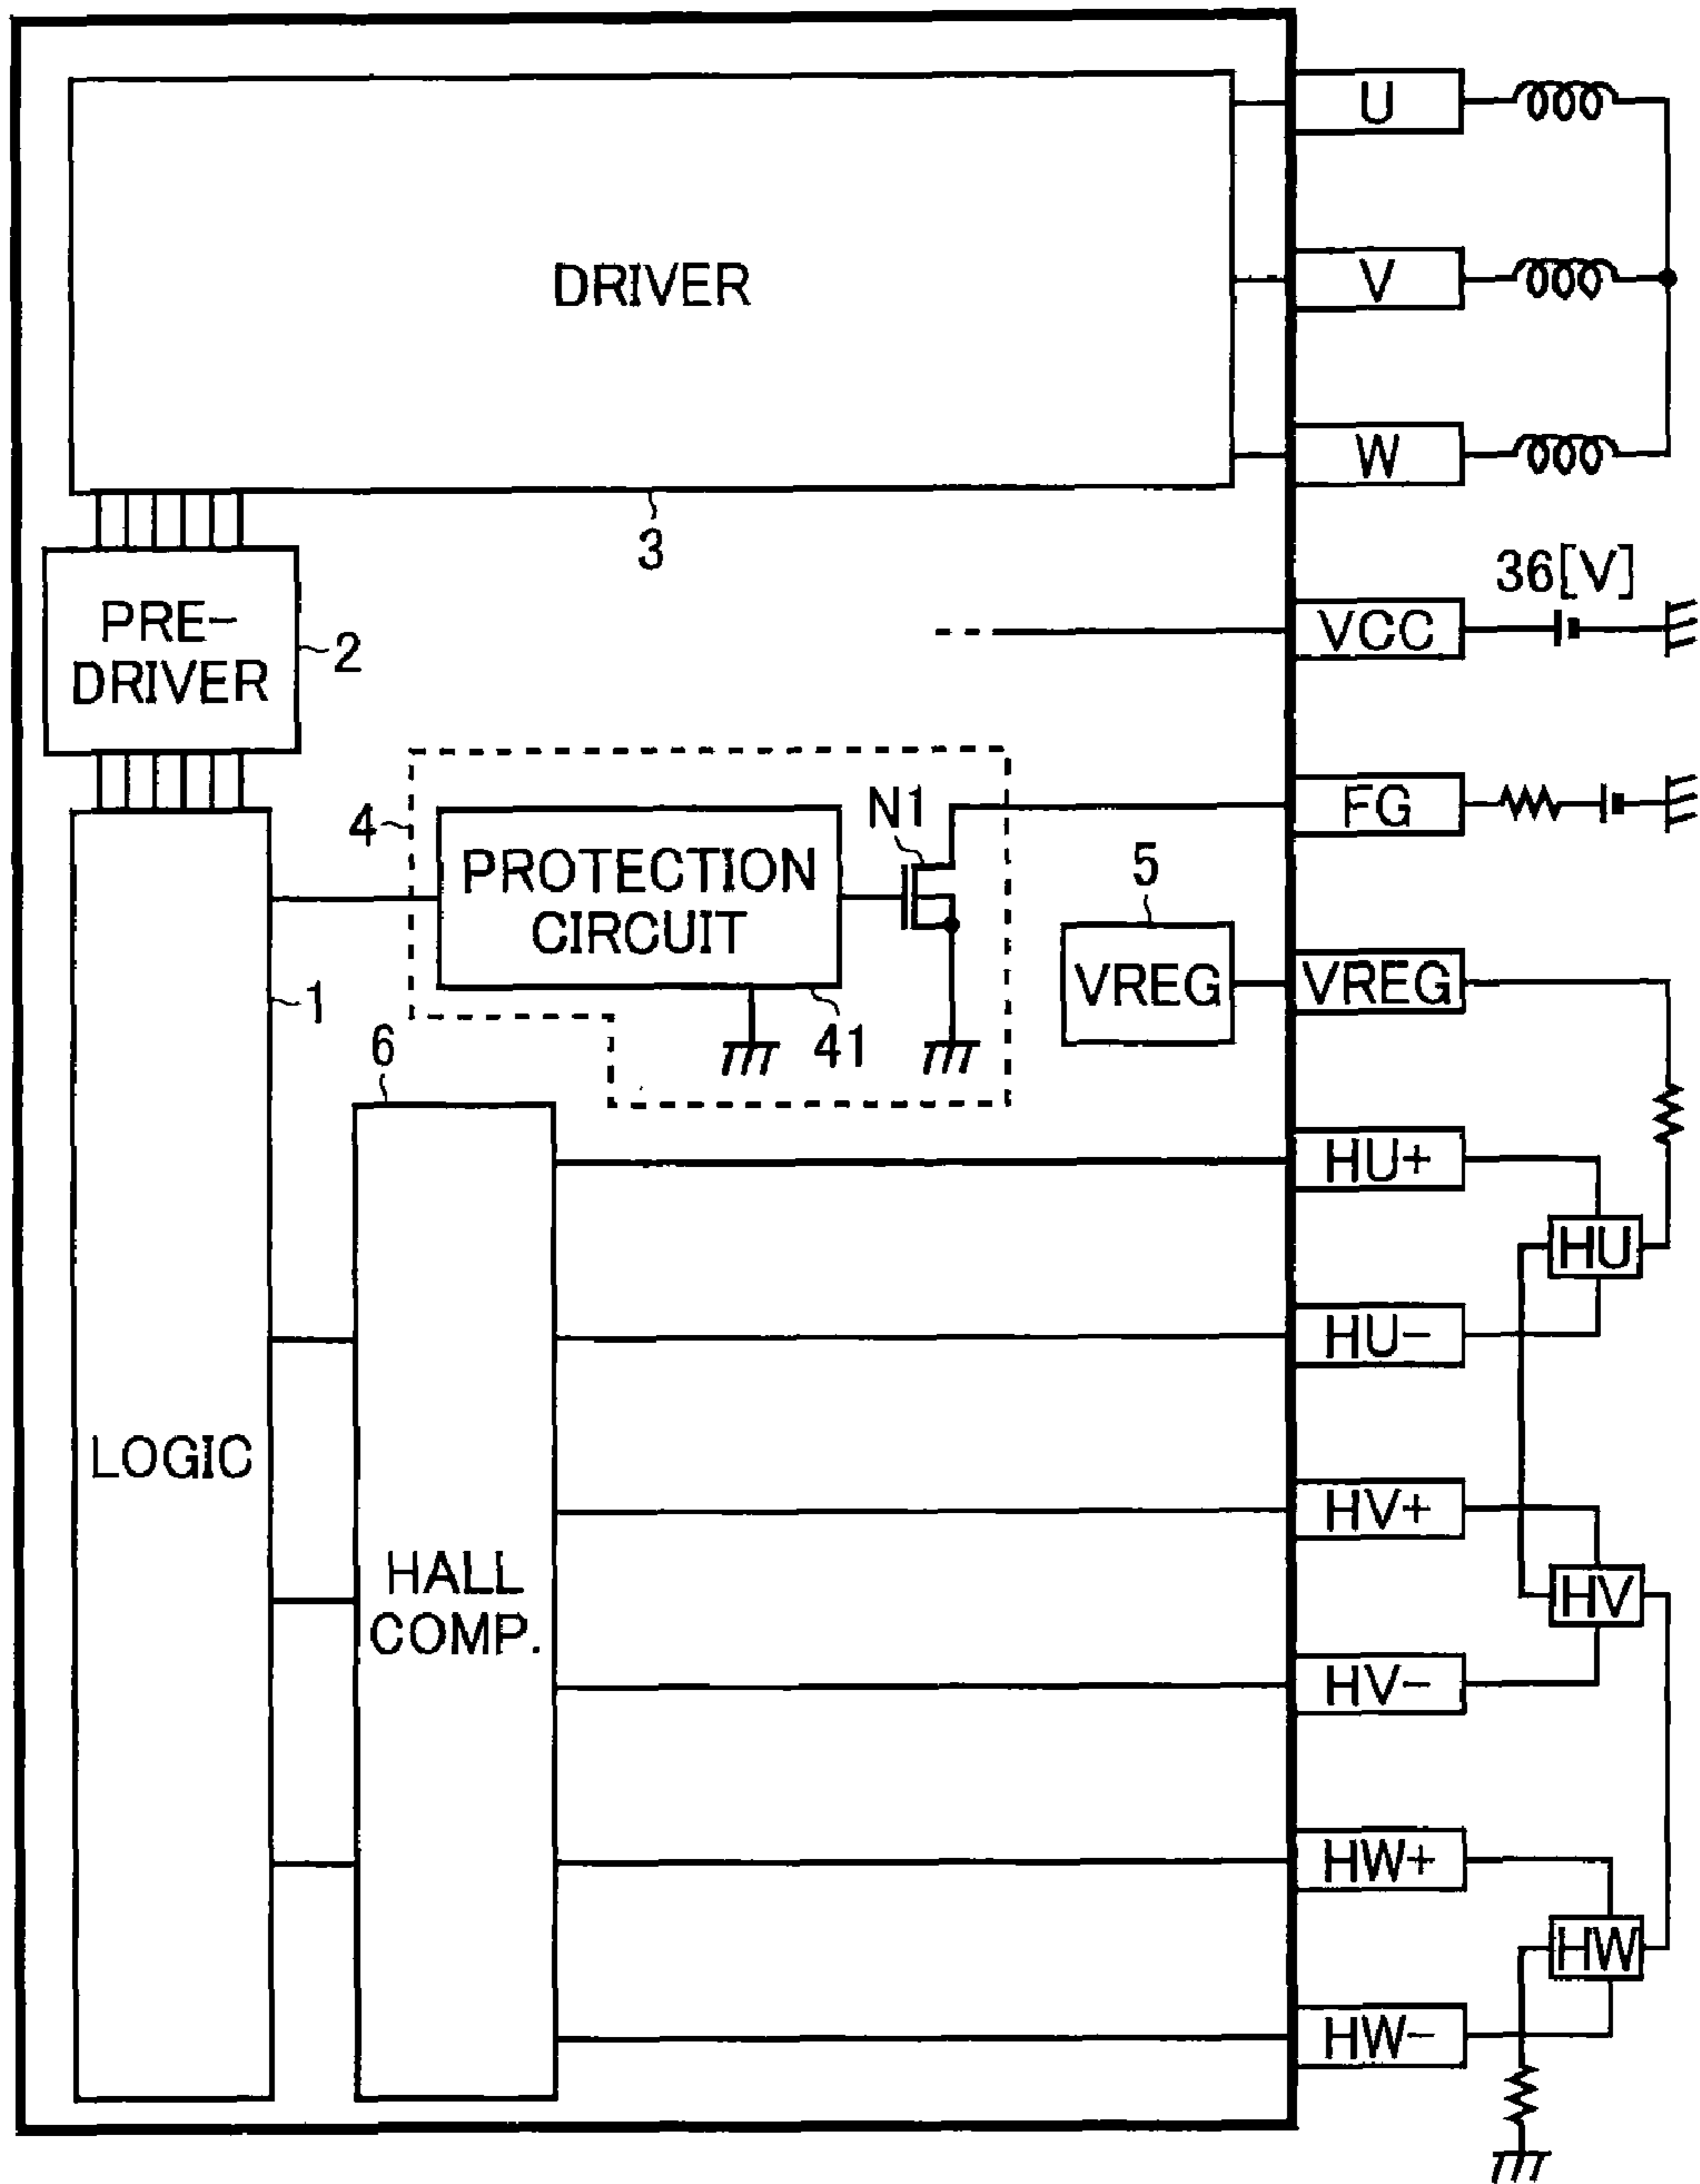 U
DRIVER
V
W
3
36[V]
PRE-
DRIVER
2
VCC
4
N1
FG
PROTECTION
CIRCUIT
5
1
VREG
VREG
6
41
HU+
HU
HU-
LOGIC
HV+
HALL
COMP.
HV
HV-
HW+
HW
HW-